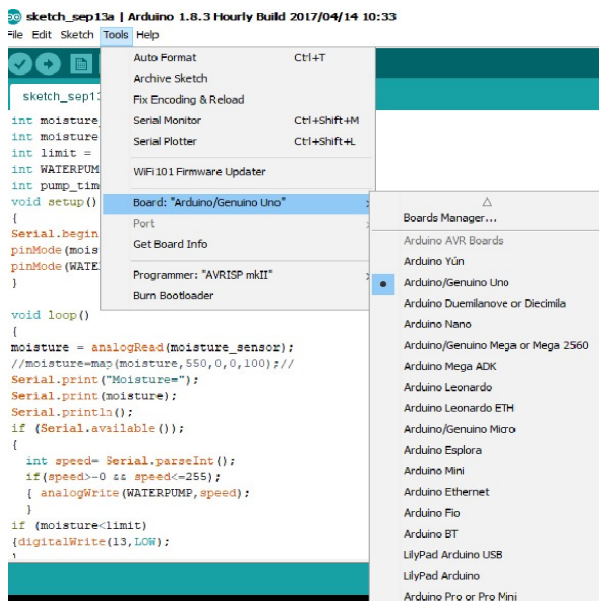 sketch_sep13a | Arduino 1.8.3 Hourly Build 2017/04/14 10:33
File Edit Sketch Tools Help
Auto Format Ctrl+T
Archive Sketch
Fix Encoding & Reload
Serial Monitor Ctrl+Shift+M
Serial Plotter Ctrl+Shift+L
WiFi101 Firmware Updater
Board: "Arduino/Genuino Uno"
Port
Get Board Info
Programmer: "AVRISP mkII"
Burn Bootloader
Boards Manager...
Arduino AVR Boards
Arduino Yún
Arduino/Genuino Uno
Arduino Duemilanove or Diecimila
Arduino Nano
Arduino/Genuino Mega or Mega 2560
Arduino Mega ADK
Arduino Leonardo
Arduino Leonardo ETH
Arduino/Genuino Micro
Arduino Esplora
Arduino Mini
Arduino Ethernet
Arduino Fio
Arduino BT
LilyPad Arduino USB
LilyPad Arduino
Arduino Pro or Pro Mini
sketch_sep13
int moisture
int moisture
int limit =
int WATERPUM
int pump_tim
void setup()
{
Serial.begin
pinMode(mois
pinMode(WATE
}
void loop()
{
moisture = analogRead(moisture_sensor);
//moisture=map(moisture,550,0,0,100);//
Serial.print("Moisture=");
Serial.print(moisture);
Serial.println();
if (Serial.available());
{
int speed= Serial.parseInt();
if(speed>-0 && speed<=255);
{ analogWrite(WATERPUMP,speed);
}
if (moisture<limit)
{digitalWrite(13,LOW);